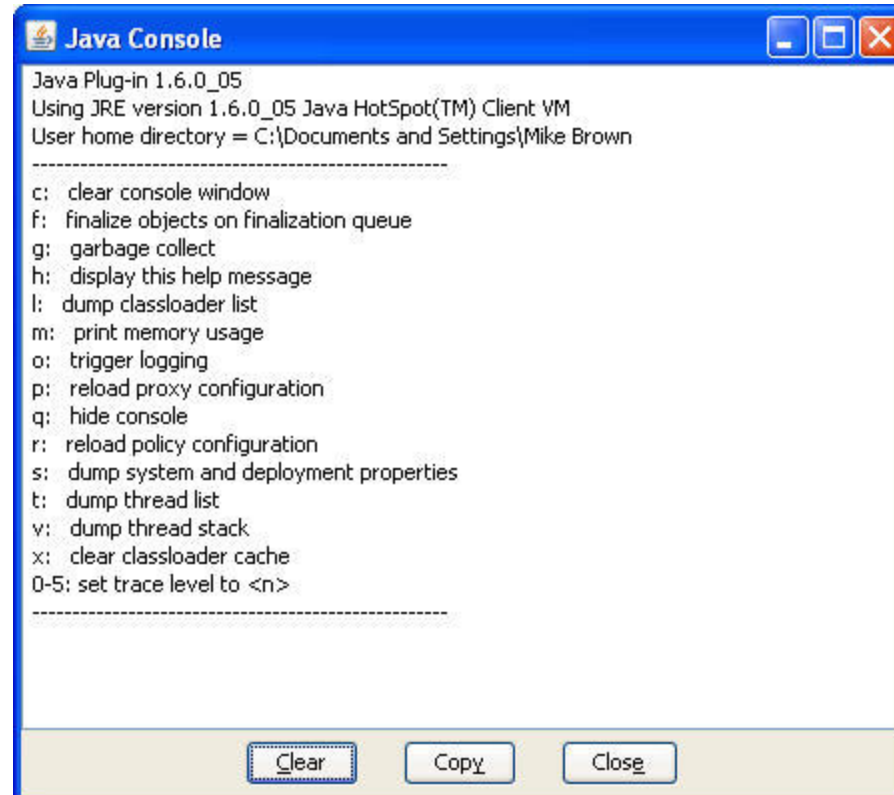 Java Console
Java Plug-in 1.6.0_05
Using JRE version 1.6.0_05 Java HotSpot(TM) Client VM
User home directory = C:\Documents and Settings\Mike Brown
----------------------------------------------------
c:   clear console window
f:   finalize objects on finalization queue
g:   garbage collect
h:   display this help message
l:   dump classloader list
m:   print memory usage
o:   trigger logging
p:   reload proxy configuration
q:   hide console
r:   reload policy configuration
s:   dump system and deployment properties
t:   dump thread list
v:   dump thread stack
x:   clear classloader cache
0-5: set trace level to <n>
----------------------------------------------------
Clear Copy Close